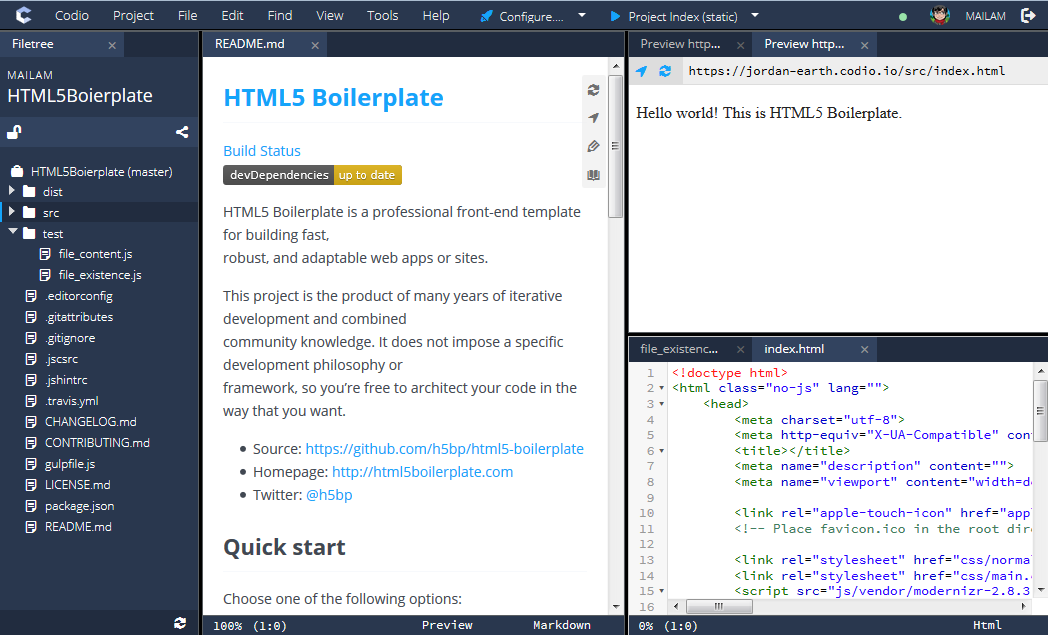 Codio Project File Edit Find View Tools Help Configure.... Project Index (static) MAILAM
Filetree
MAILAM
HTML5Boierplate
HTML5Boierplate (master)
dist
src
test
file_content.js
file_existence.js
.editorconfig
.gitattributes
.gitignore
.jscsrc
.jshintrc
.travis.yml
CHANGELOG.md
CONTRIBUTING.md
gulpfile.js
LICENSE.md
package.json
README.md
README.md
HTML5 Boilerplate
Build Status
devDependencies up to date
HTML5 Boilerplate is a professional front-end template
for building fast,
robust, and adaptable web apps or sites.
This project is the product of many years of iterative
development and combined
community knowledge. It does not impose a specific
development philosophy or
framework, so you’re free to architect your code in the
way that you want.
Source: https://github.com/h5bp/html5-boilerplate
Homepage: http://html5boilerplate.com
Twitter: @h5bp
Quick start
Choose one of the following options:
100% (1:0) Preview Markdown
Preview http... Preview http...
https://jordan-earth.codio.io/src/index.html
Hello world! This is HTML5 Boilerplate.
file_existenc... index.html
1 <!doctype html>
2 <html class="no-js" lang="">
3 <head>
4 <meta charset="utf-8">
5 <meta http-equiv="X-UA-Compatible" con
6 <title></title>
7 <meta name="description" content="">
8 <meta name="viewport" content="width=de
9
10 <link rel="apple-touch-icon" href="app
11 <!-- Place favicon.ico in the root dir
12
13 <link rel="stylesheet" href="css/norma
14 <link rel="stylesheet" href="css/main.
15 <script src="js/vendor/modernizr-2.8.3
16
0% (1:0) Html